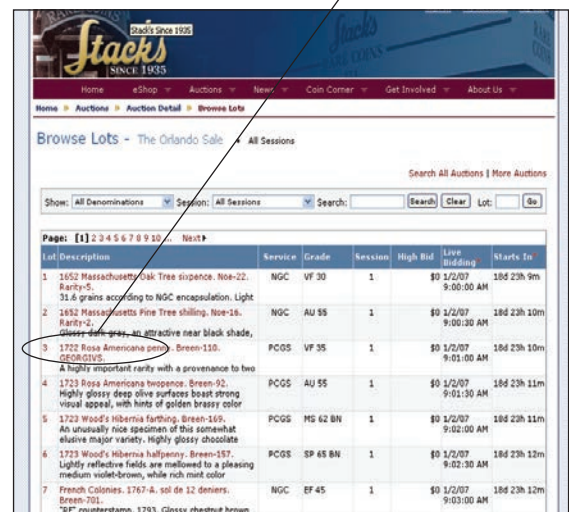 Stack's Since 1935
Stacks
SINCE 1935
Stacks
RARE COINS
Home eShop Auctions News Coin Corner Get Involved About Us
Home Auctions Auction Detail Browse Lots
Browse Lots - The Orlando Sale All Sessions
Search All Auctions | More Auctions
Show: All Denominations Session: All Sessions Search: Search Clear Lot: Go
Page: [1] 2 3 4 5 6 7 8 9 10 ... Next
Lot Description Service Grade Session High Bid Live Bidding* Starts In*
1 1652 Massachusetts Oak Tree sixpence. Noe-22. Rarity-5. NGC VF 30 1 $0 1/2/07 9:00:00 AM 18d 23h 9m
31.6 grains according to NGC encapsulation. Light
2 1652 Massachusetts Pine Tree shilling. Noe-16. Rarity-2. NGC AU 55 1 $0 1/2/07 9:00:30 AM 18d 23h 10m
Glossy dark gray, an attractive near black shade,
3 1722 Rosa Americana penny. Breen-110. GEORGIVS. PCGS VF 35 1 $0 1/2/07 9:01:00 AM 18d 23h 10m
A highly important rarity with a provenance to two
4 1723 Rosa Americana twopence. Breen-92. PCGS AU 55 1 $0 1/2/07 9:01:30 AM 18d 23h 11m
Highly glossy deep olive surfaces boast strong
visual appeal, with hints of golden brassy color
5 1723 Wood's Hibernia farthing. Breen-169. PCGS MS 62 BN 1 $0 1/2/07 9:02:00 AM 18d 23h 11m
An unusually nice specimen of this somewhat
elusive major variety. Highly glossy chocolate
6 1723 Wood's Hibernia halfpenny. Breen-157. PCGS SP 65 BN 1 $0 1/2/07 9:02:30 AM 18d 23h 12m
Lightly reflective fields are mellowed to a pleasing
medium violet-brown, while rich mint color
7 French Colonies. 1767-A. sol de 12 deniers. Breen-701. NGC EF 45 1 $0 1/2/07 9:03:00 AM 18d 23h 12m
"RF" counterstamp, 1793. Glossy chestnut brown